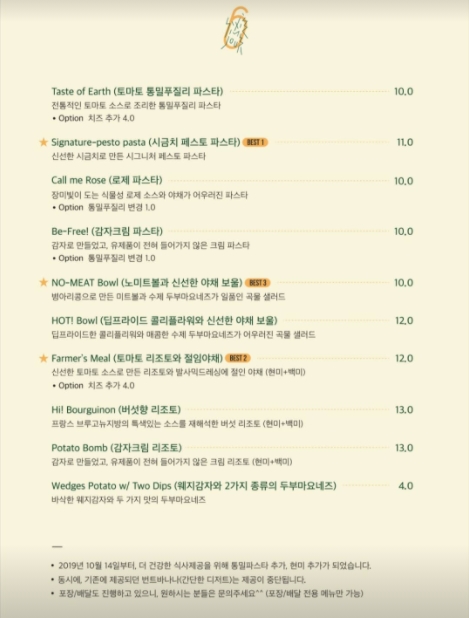 Taste of Earth (토마토 통밀푸질리 파스타) 10.0
전통적인 토마토 소스로 조리한 통밀푸질리 파스타
• Option 치즈 추가 4.0
Signature-pesto pasta (시금치 페스토 파스타) BEST 1 11.0
신선한 시금치로 만든 시그니처 페스토 파스타
Call me Rose (로제 파스타) 10.0
장미빛이 도는 식물성 로제 소스와 야채가 어우러진 파스타
• Option 통밀푸질리 변경 1.0
Be-Free! (감자크림 파스타) 10.0
감자로 만들었고, 유제품이 전혀 들어가지 않은 크림 파스타
• Option 통밀푸질리 변경 1.0
NO-MEAT Bowl (노미트볼과 신선한 야채 보울) BEST 3 10.0
병아리콩으로 만든 미트볼과 수제 두부마요네즈가 일품인 곡물 샐러드
HOT! Bowl (딥프라이드 콜리플라워와 신선한 야채 보울) 12.0
딥프라이드한 콜리플라워와 매콤한 수제 두부마요네즈가 어우러진 곡물 샐러드
Farmer's Meal (토마토 리조또와 절임야채) BEST 2 12.0
신선한 토마토 소스로 만든 리조또와 발사믹드레싱에 절인 야채 (현미+백미)
• Option 치즈 추가 4.0
Hi! Bourguinon (버섯향 리조또) 13.0
프랑스 브루고뉴지방의 특색있는 소스를 재해석한 버섯 리조또 (현미+백미)
Potato Bomb (감자크림 리조또) 13.0
감자로 만들었고, 유제품이 전혀 들어가지 않은 크림 리조또 (현미+백미)
Wedges Potato w/ Two Dips (웨지감자와 2가지 종류의 두부마요네즈) 4.0
바삭한 웨지감자와 두 가지 맛의 두부마요네즈
• 2019년 10월 14일부터, 더 건강한 식사제공을 위해 통밀파스타 추가, 현미 추가가 되었습니다.
• 동시에, 기존에 제공되던 번트바나나(간단한 디저트)는 제공이 중단됩니다.
• 포장/배달도 진행하고 있으니, 원하시는 분들은 문의주세요^^ (포장/배달 전용 메뉴만 가능)